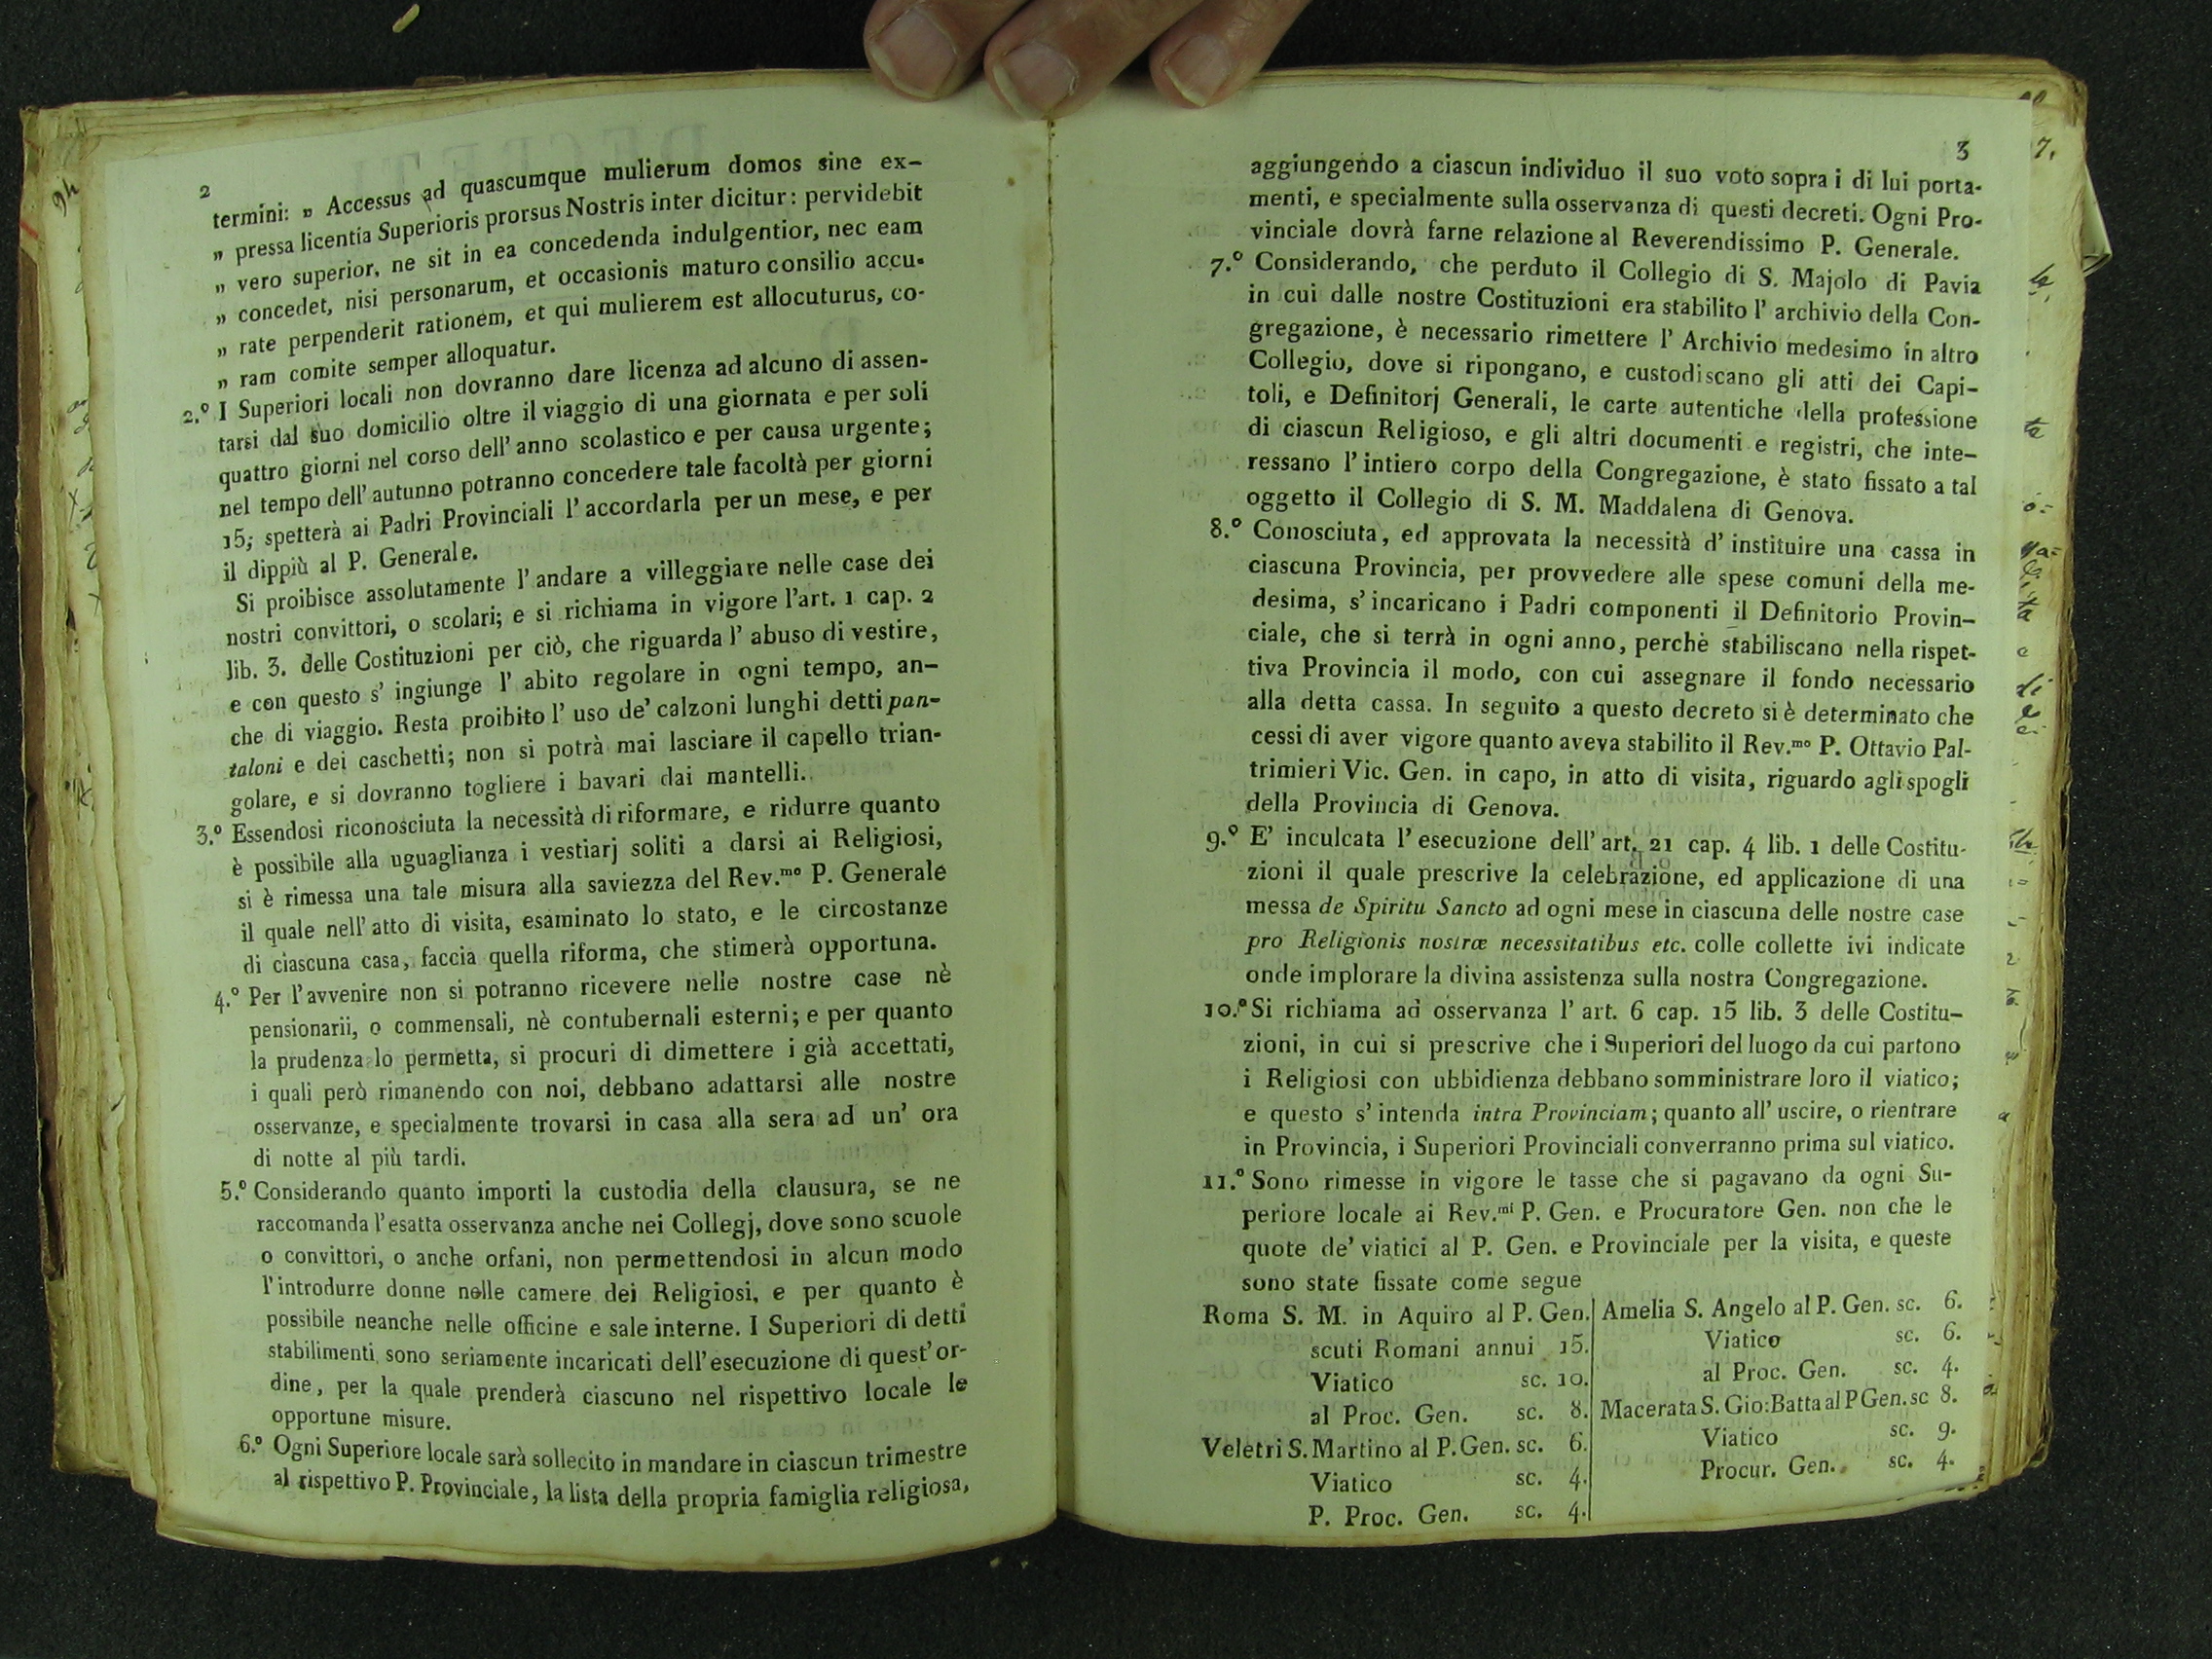 2
termini: „ Accessus ad quascumque mulierum domos sine ex-
„ pressa licentia Superioris prorsus Nostris inter dicitur: pervidebit
„ vero superior, ne sit in ea concedenda indulgentior, nec eam
„ concedet, nisi personarum, et occasionis maturo consilio accu-
„ rate perpenderit rationem, et qui mulierem est allocuturus, co-
„ ram comite semper alloquatur.
2.º I Superiori locali non dovranno dare licenza ad alcuno di assen-
tarsi dal suo domicilio oltre il viaggio di una giornata e per soli
quattro giorni nel corso dell' anno scolastico e per causa urgente;
nel tempo dell' autunno potranno concedere tale facoltà per giorni
15; spetterà ai Padri Provinciali l' accordarla per un mese, e per
il dippiù al P. Generale.
Si proibisce assolutamente l' andare a villeggiare nelle case dei
nostri convittori, o scolari; e si richiama in vigore l'art. 1 cap. 2
lib. 3. delle Costituzioni per ciò, che riguarda l' abuso di vestire,
e con questo s' ingiunge l' abito regolare in ogni tempo, an-
che di viaggio. Resta proibito l' uso de' calzoni lunghi detti pan-
taloni e dei caschetti; non si potrà mai lasciare il capello trian-
golare, e si dovranno togliere i bavari dai mantelli.
3.º Essendosi riconosciuta la necessità di riformare, e ridurre quanto
è possibile alla uguaglianza i vestiarj soliti a darsi ai Religiosi,
si è rimessa una tale misura alla saviezza del Rev.mo P. Generale
il quale nell' atto di visita, esaminato lo stato, e le circostanze
di ciascuna casa, faccia quella riforma, che stimerà opportuna.
4.º Per l'avvenire non si potranno ricevere nelle nostre case nè
pensionarii, o commensali, nè contubernali esterni; e per quanto
la prudenza lo permetta, si procuri di dimettere i già accettati,
i quali però rimanendo con noi, debbano adattarsi alle nostre
osservanze, e specialmente trovarsi in casa alla sera ad un' ora
di notte al più tardi.
5.º Considerando quanto importi la custodia della clausura, se ne
raccomanda l'esatta osservanza anche nei Collegj, dove sono scuole
o convittori, o anche orfani, non permettendosi in alcun modo
l'introdurre donne nelle camere dei Religiosi, e per quanto è
possibile neanche nelle officine e sale interne. I Superiori di detti
stabilimenti sono seriamente incaricati dell'esecuzione di quest'or-
dine, per la quale prenderà ciascuno nel rispettivo locale le
opportune misure.
6.º Ogni Superiore locale sarà sollecito in mandare in ciascun trimestre
al rispettivo P. Provinciale, la lista della propria famiglia religiosa,
3
aggiungendo a ciascun individuo il suo voto sopra i di lui porta-
menti, e specialmente sulla osservanza di questi decreti. Ogni Pro-
vinciale dovrà farne relazione al Reverendissimo P. Generale.
7.º Considerando, che perduto il Collegio di S. Majolo di Pavia
in cui dalle nostre Costituzioni era stabilito l' archivio della Con-
gregazione, è necessario rimettere l' Archivio medesimo in altro
Collegio, dove si ripongano, e custodiscano gli atti dei Capi-
toli, e Definitorj Generali, le carte autentiche della professione
di ciascun Religioso, e gli altri documenti e registri, che inte-
ressano l'intiero corpo della Congregazione, è stato fissato a tal
oggetto il Collegio di S. M. Maddalena di Genova.
8.º Conosciuta, ed approvata la necessità d' instituire una cassa in
ciascuna Provincia, per provvedere alle spese comuni della me-
desima, s' incaricano i Padri componenti il Definitorio Provin-
ciale, che si terrà in ogni anno, perchè stabiliscano nella rispet-
tiva Provincia il modo, con cui assegnare il fondo necessario
alla detta cassa. In seguito a questo decreto si è determinato che
cessi di aver vigore quanto aveva stabilito il Rev.mo P. Ottavio Pal-
trimieri Vic. Gen. in capo, in atto di visita, riguardo agli spogli
della Provincia di Genova.
9.º E' inculcata l' esecuzione dell' art. 21 cap. 4 lib. 1 delle Costitu-
zioni il quale prescrive la celebrazione, ed applicazione di una
messa de Spiritu Sancto ad ogni mese in ciascuna delle nostre case
pro Religionis nostræ necessitatibus etc. colle collette ivi indicate
onde implorare la divina assistenza sulla nostra Congregazione.
10.º Si richiama ad osservanza l' art. 6 cap. 15 lib. 3 delle Costitu-
zioni, in cui si prescrive che i Superiori del luogo da cui partono
i Religiosi con ubbidienza debbano somministrare loro il viatico;
e questo s' intenda intra Provinciam; quanto all' uscire, o rientrare
in Provincia, i Superiori Provinciali converranno prima sul viatico.
11.º Sono rimesse in vigore le tasse che si pagavano da ogni Su-
periore locale ai Rev.mi P. Gen. e Procuratore Gen. non che le
quote de' viatici al P. Gen. e Provinciale per la visita, e queste
sono state fissate come segue
Roma S. M. in Aquiro al P. Gen.
scuti Romani annui 15.
Viatico sc. 10.
al Proc. Gen. sc. 8.
Veletri S. Martino al P. Gen. sc. 6.
Viatico sc. 4.
P. Proc. Gen. sc. 4.
Amelia S. Angelo al P. Gen. sc. 6.
Viatico sc. 6.
al Proc. Gen. sc. 4.
Macerata S. Gio: Batta al P Gen. sc 8.
Viatico sc. 9.
Procur. Gen. sc. 4.